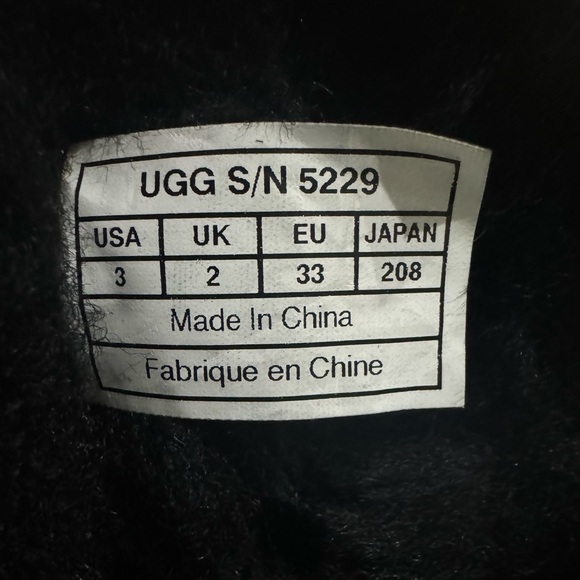 UGG S/N 5229
USA UK EU JAPAN
3 2 33 208
Made In China
Fabrique en Chine